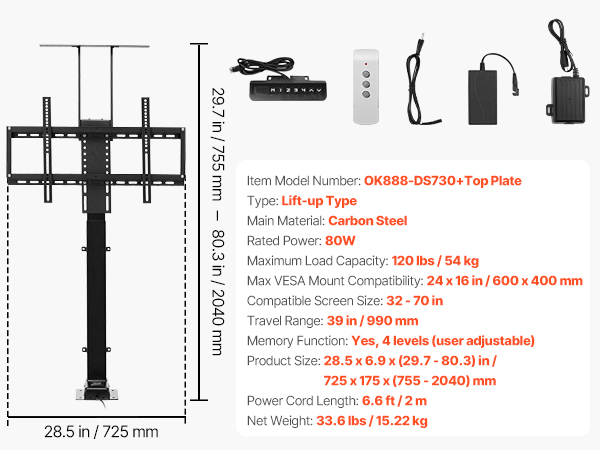 29.7 in / 755 mm — 80.3 in / 2040 mm
28.5 in / 725 mm
M 1 2 3 4
Item Model Number: OK888-DS730+Top Plate
Type: Lift-up Type
Main Material: Carbon Steel
Rated Power: 80W
Maximum Load Capacity: 120 lbs / 54 kg
Max VESA Mount Compatibility: 24 x 16 in / 600 x 400 mm
Compatible Screen Size: 32 - 70 in
Travel Range: 39 in / 990 mm
Memory Function: Yes, 4 levels (user adjustable)
Product Size: 28.5 x 6.9 x (29.7 - 80.3) in /
725 x 175 x (755 - 2040) mm
Power Cord Length: 6.6 ft / 2 m
Net Weight: 33.6 lbs / 15.22 kg